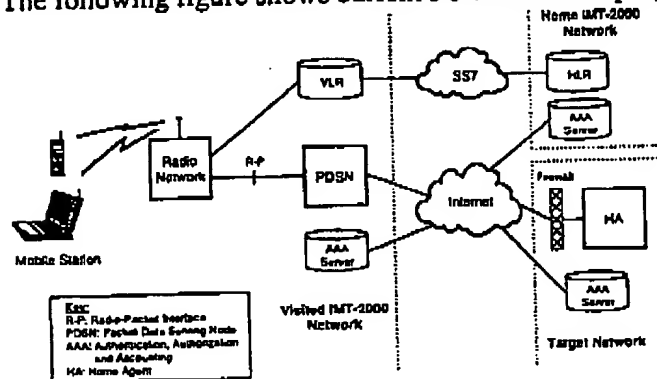 The following figure shows
Home IMT-2000
Network
VLR
SS7
HLR
AAA
Server
Radio
Network
R-P
PDSN
Internet
Firewall
HA
Mobile Station
AAA
Server
AAA
Server
Visited IMT-2000
Network
Target Network
Key:
R-P: Radio-Packet Interface
PDSN: Packet Data Serving Node
AAA: Authentication, Authorization
and Accounting
HA: Home Agent